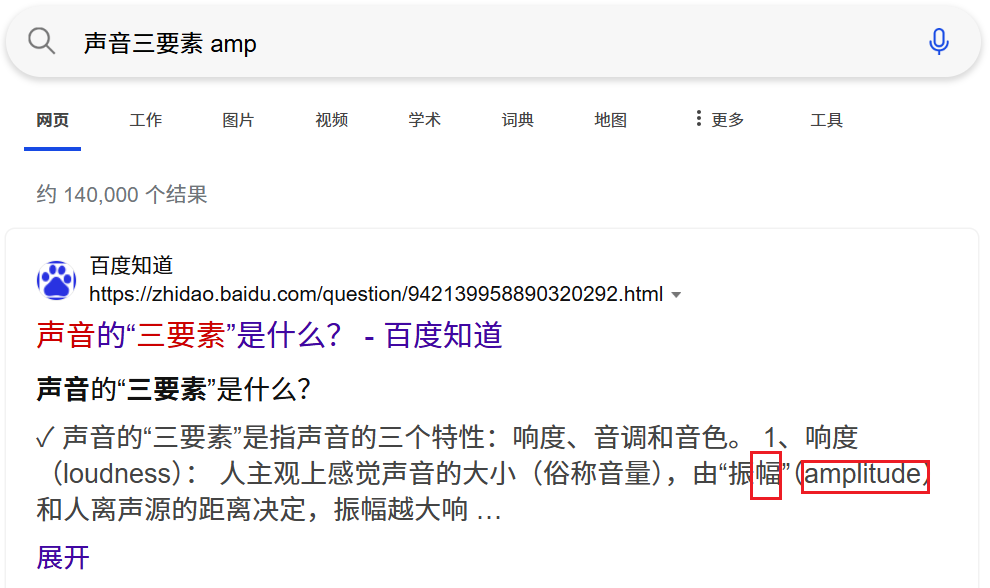 声音三要素 amp
网页 工作 图片 视频 学术 词典 地图 更多 工具
约 140,000 个结果
百度知道
https://zhidao.baidu.com/question/942139958890320292.html
声音的“三要素”是什么？ - 百度知道
声音的“三要素”是什么？
✓ 声音的“三要素”是指声音的三个特性：响度、音调和音色。 1、响度
（loudness）： 人主观上感觉声音的大小（俗称音量），由“振幅”（amplitude）
和人离声源的距离决定，振幅越大响 …
展开